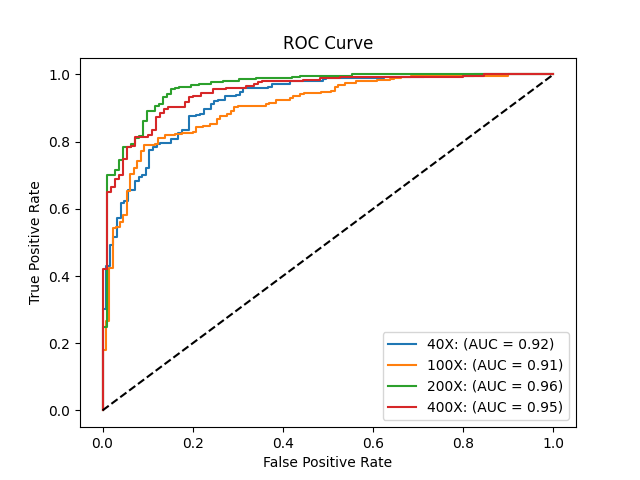 ROC Curve
True Positive Rate
1.0
0.8
0.6
0.4
0.2
0.0
0.0 0.2 0.4 0.6 0.8 1.0
False Positive Rate
40X: (AUC = 0.92)
100X: (AUC = 0.91)
200X: (AUC = 0.96)
400X: (AUC = 0.95)